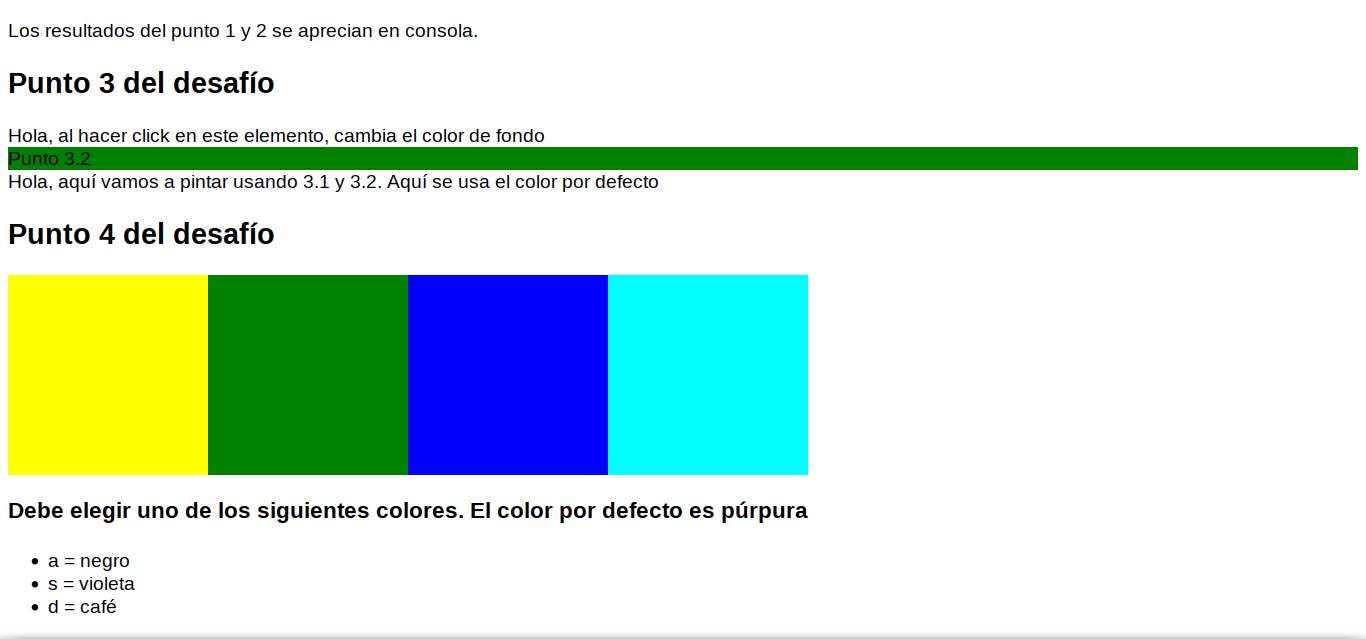 Los resultados del punto 1 y 2 se aprecian en consola.
Punto 3 del desafío
Hola, al hacer click en este elemento, cambia el color de fondo
Punto 3.2
Hola, aquí vamos a pintar usando 3.1 y 3.2. Aquí se usa el color por defecto
Punto 4 del desafío
Debe elegir uno de los siguientes colores. El color por defecto es púrpura
• a = negro
• s = violeta
• d = café